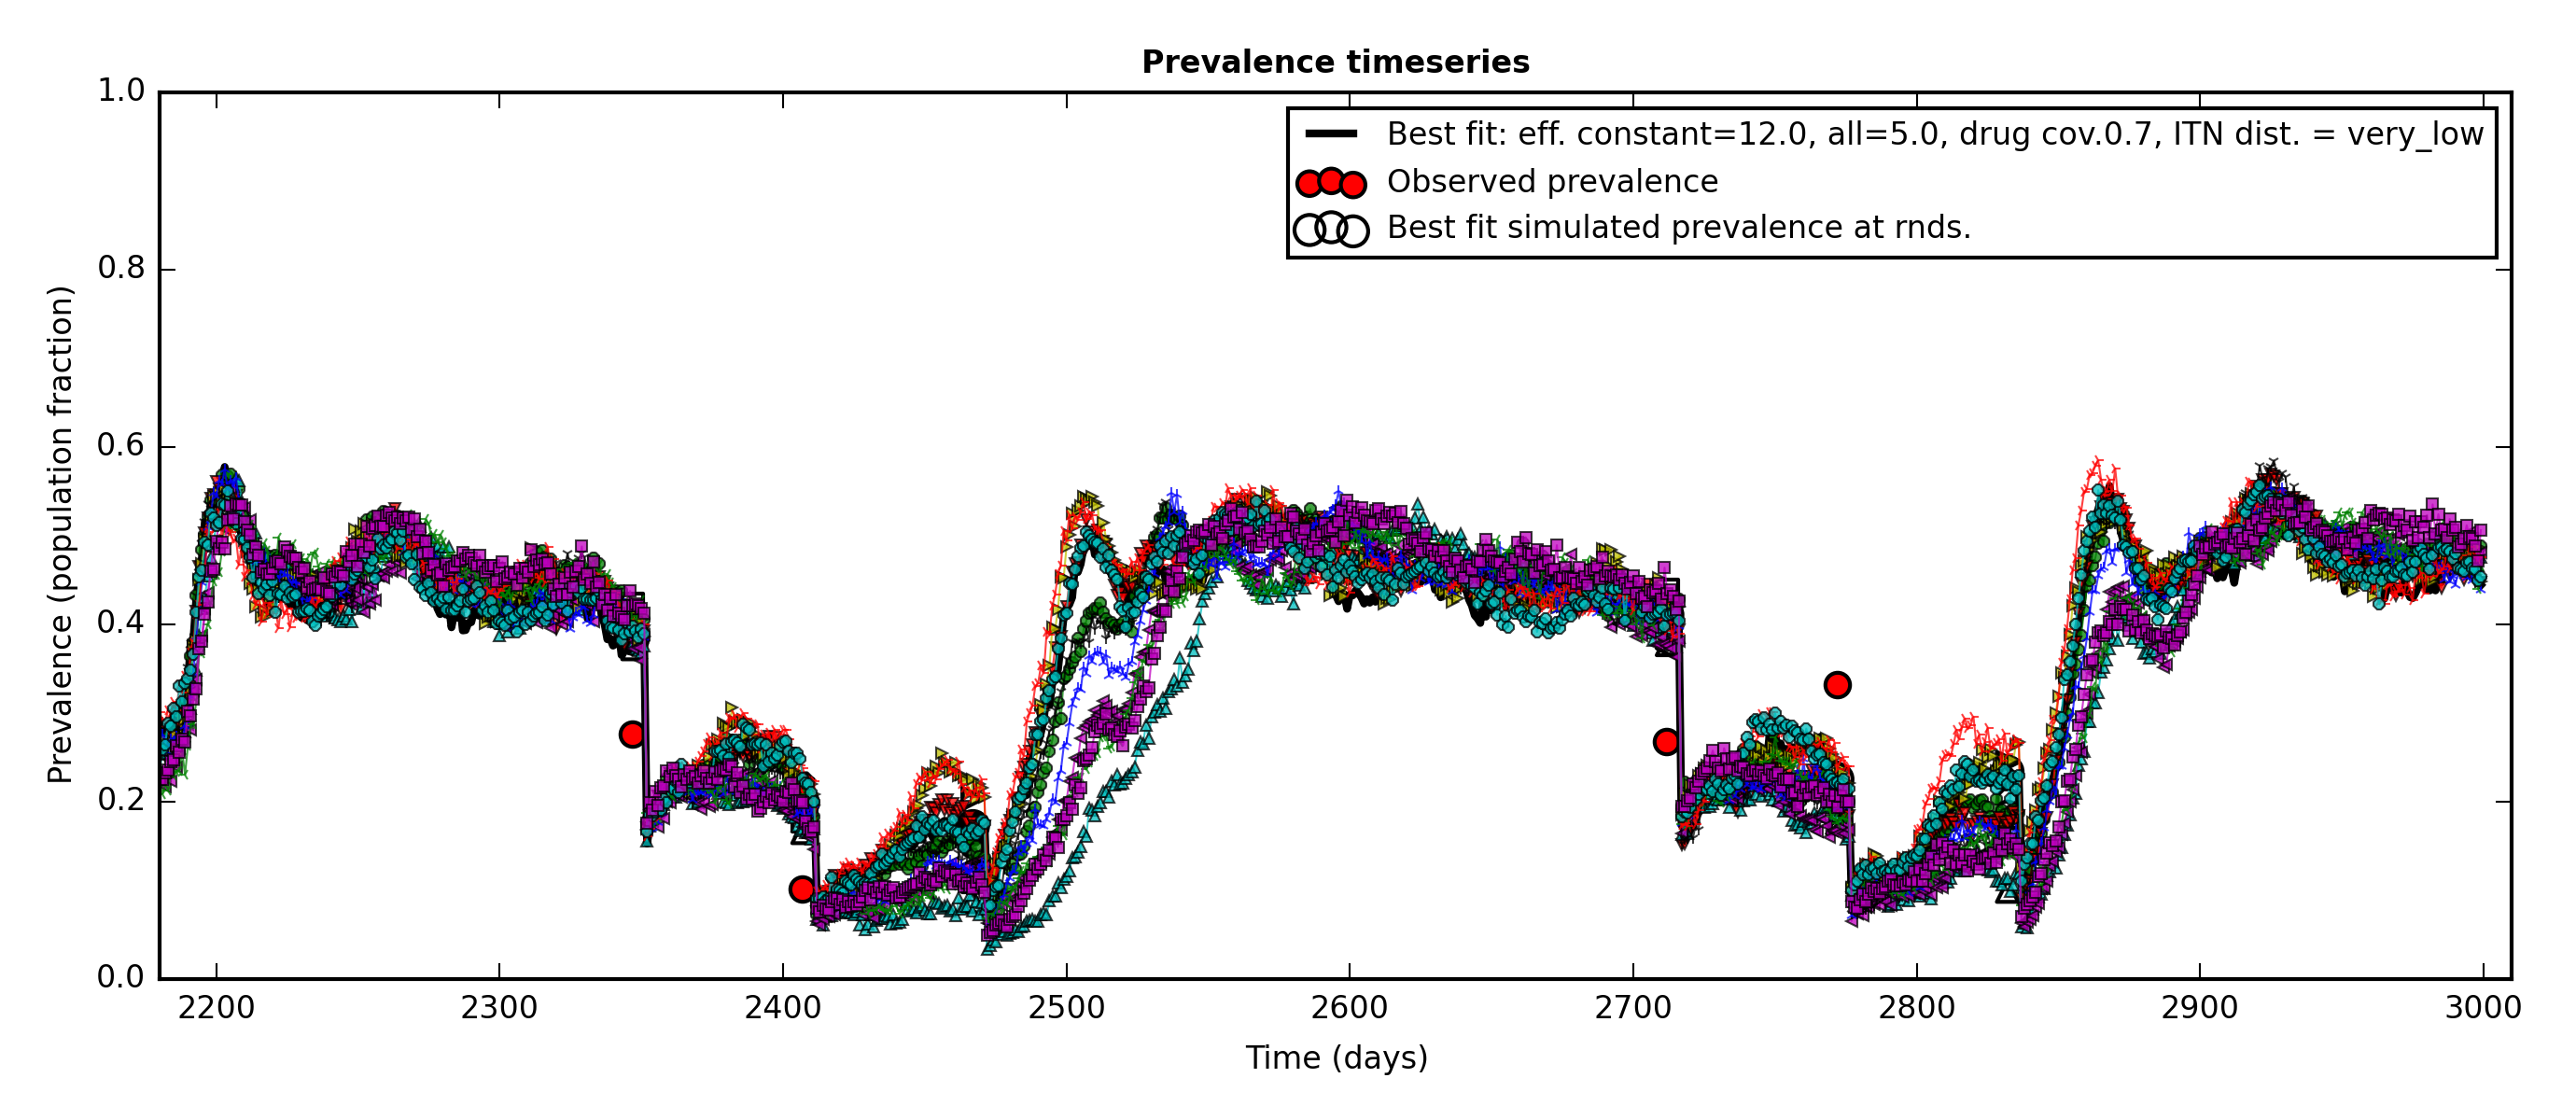 Prevalence timeseries
Best fit: eff. constant=12.0, all=5.0, drug cov.0.7, ITN dist. = very_low
Observed prevalence
Best fit simulated prevalence at rnds.
Prevalence (population fraction)
1.0
0.8
0.6
0.4
0.2
0.0
2200 2300 2400 2500 2600 2700 2800 2900 3000
Time (days)